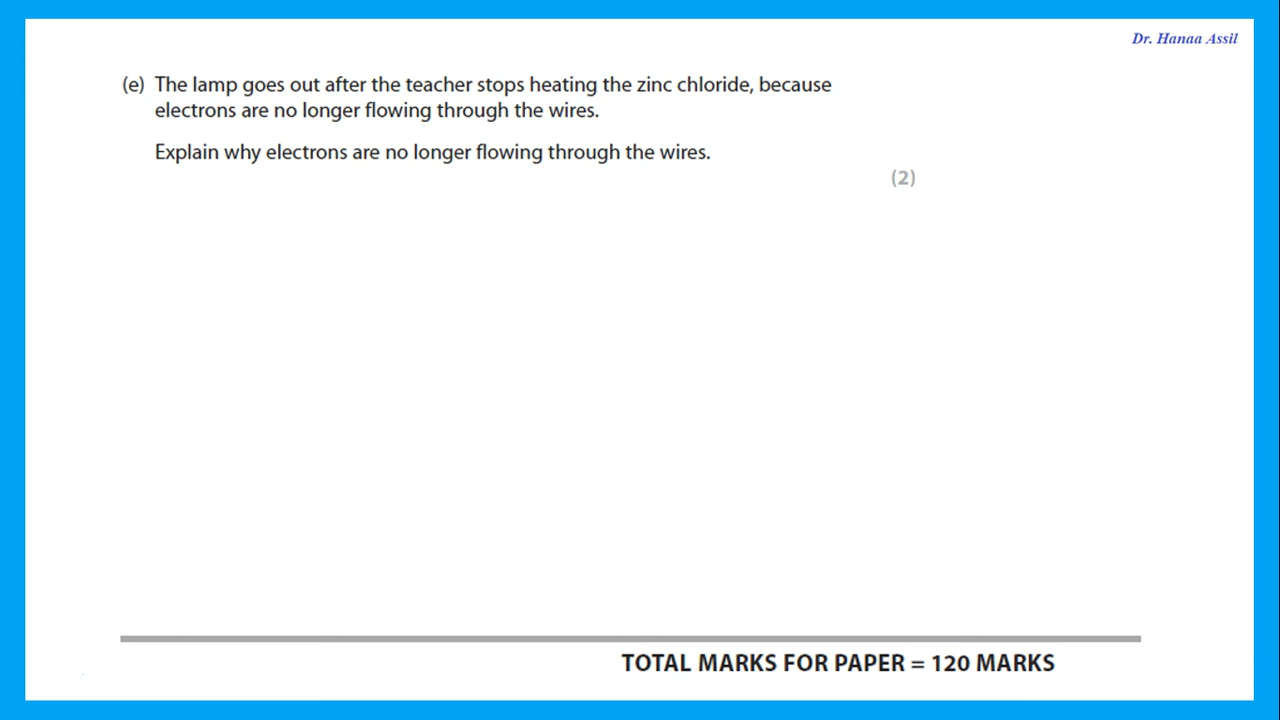 Dr. Hanaa Assil
(e) The lamp goes out after the teacher stops heating the zinc chloride, because
electrons are no longer flowing through the wires.
Explain why electrons are no longer flowing through the wires.
(2)
TOTAL MARKS FOR PAPER = 120 MARKS